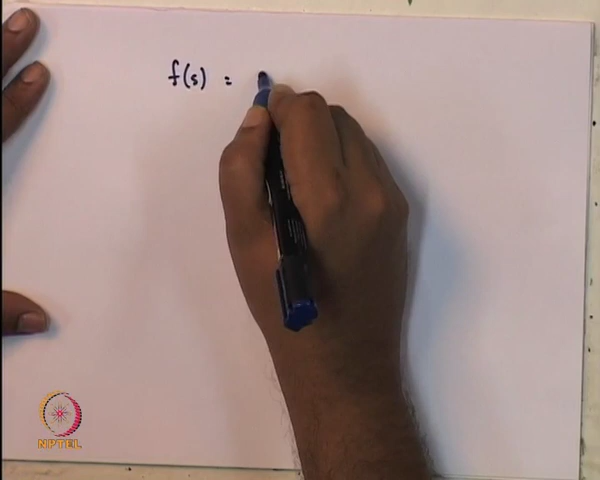 f(s) =
NPTEL